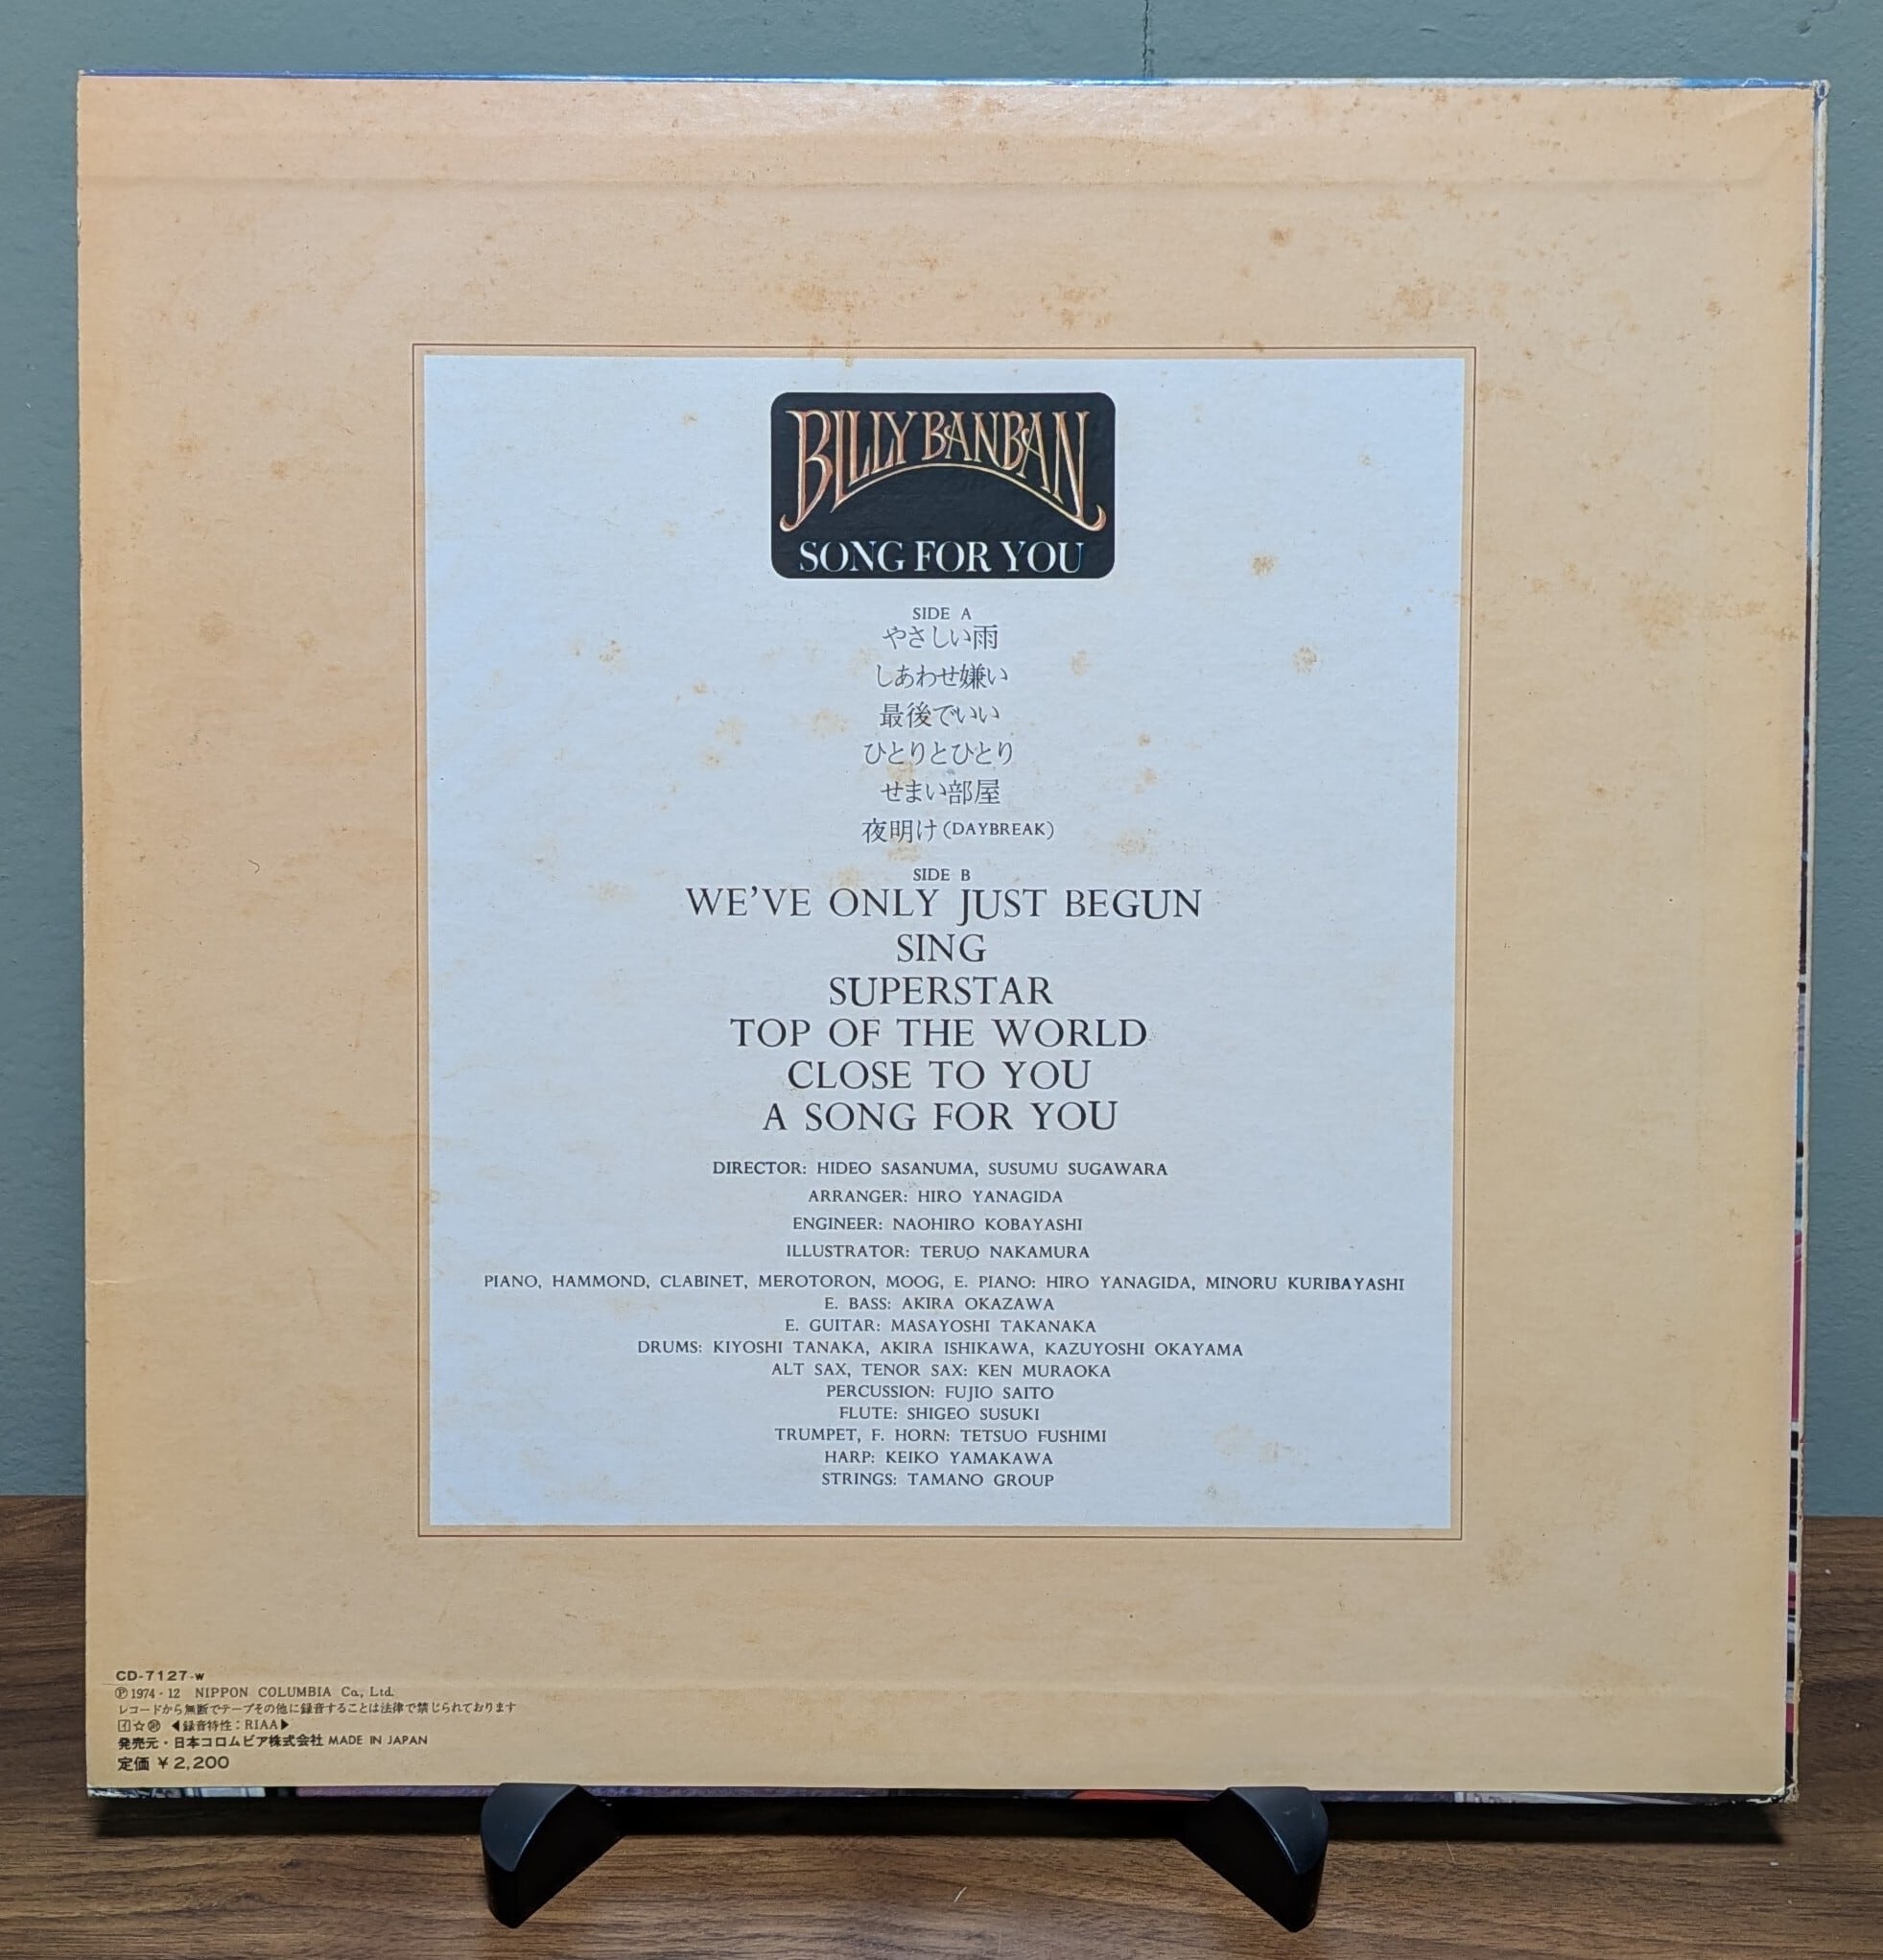 BILLY BANBAN
SONG FOR YOU
SIDE A
やさしい雨
しあわせ嫌い
最後でいい
ひとりとひとり
せまい部屋
夜明け(DAYBREAK)
SIDE B
WE'VE ONLY JUST BEGUN
SING
SUPERSTAR
TOP OF THE WORLD
CLOSE TO YOU
A SONG FOR YOU
DIRECTOR: HIDEO SASANUMA, SUSUMU SUGAWARA
ARRANGER: HIRO YANAGIDA
ENGINEER: NAOHIRO KOBAYASHI
ILLUSTRATOR: TERUO NAKAMURA
PIANO, HAMMOND, CLABINET, MEROTORON, MOOG, E. PIANO: HIRO YANAGIDA, MINORU KURIBAYASHI
E. BASS: AKIRA OKAZAWA
E. GUITAR: MASAYOSHI TAKANAKA
DRUMS: KIYOSHI TANAKA, AKIRA ISHIKAWA, KAZUYOSHI OKAYAMA
ALT SAX, TENOR SAX: KEN MURAOKA
PERCUSSION: FUJIO SAITO
FLUTE: SHIGEO SUSUKI
TRUMPET, F. HORN: TETSUO FUSHIMI
HARP: KEIKO YAMAKAWA
STRINGS: TAMANO GROUP
CD-7127-w
Ⓟ1974・12 NIPPON COLUMBIA Co., Ltd.
レコードから無断でテープその他に録音することは法律で禁じられております
イ☆ ◀録音特性:RIAA▶
発売元・日本コロムビア株式会社 MADE IN JAPAN
定価 ¥2,200